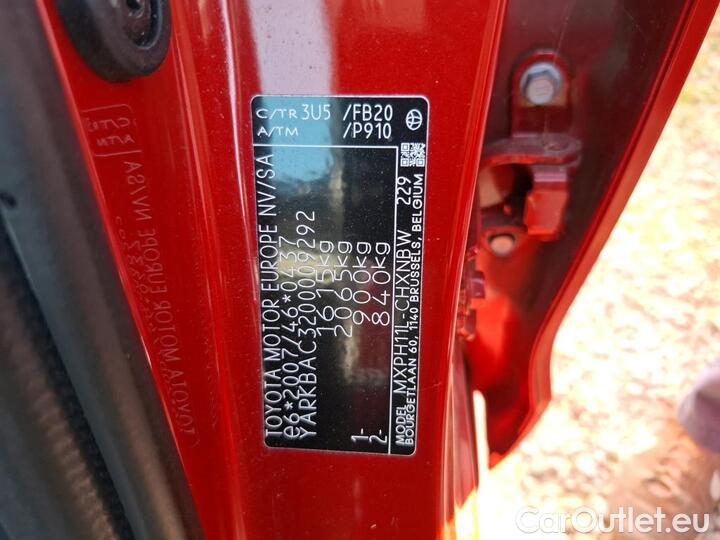 TOYOTA MOTOR EUROPE NV/SA
e6*2007/46*0437
YARKBAC3200009292
1615kg
2065kg
1- 900kg
2- 840kg
MODEL MXPH11L-CHXNBW 229
BOURGETLAAN 60, 1140 BRUSSELS, BELGIUM
C/TR 3U5 /FB20
A/TM /P910
CarOutlet.eu